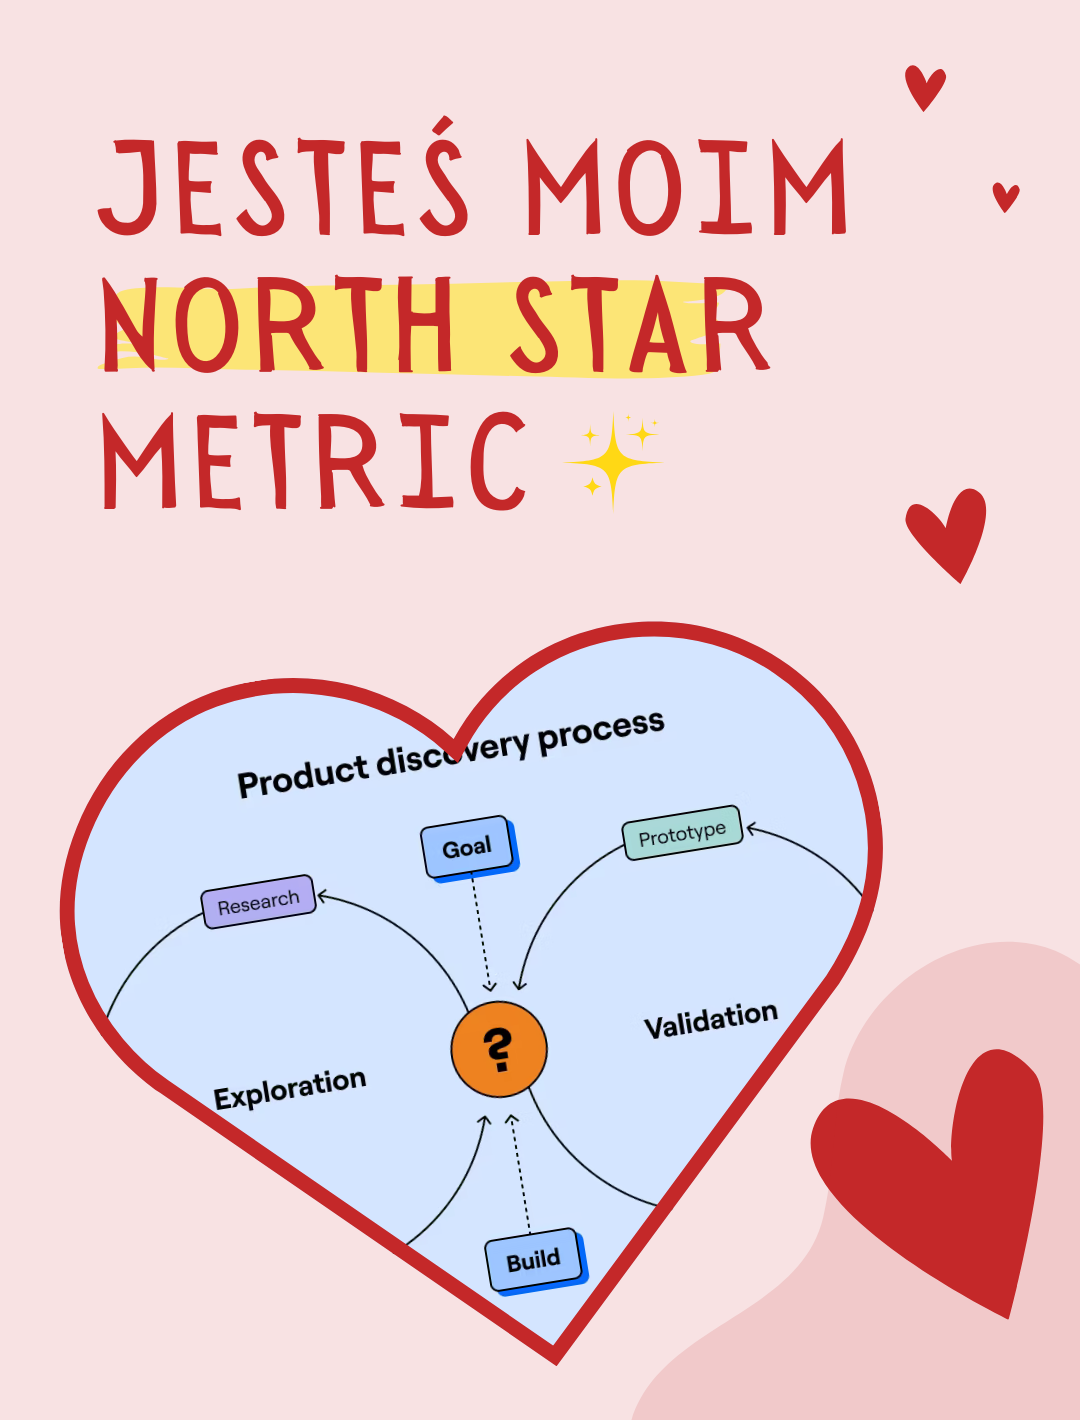 JESTEŚ MOIM
NORTH STAR
METRIC
Product discovery process
Goal
Prototype
Research
?
Validation
Exploration
Build